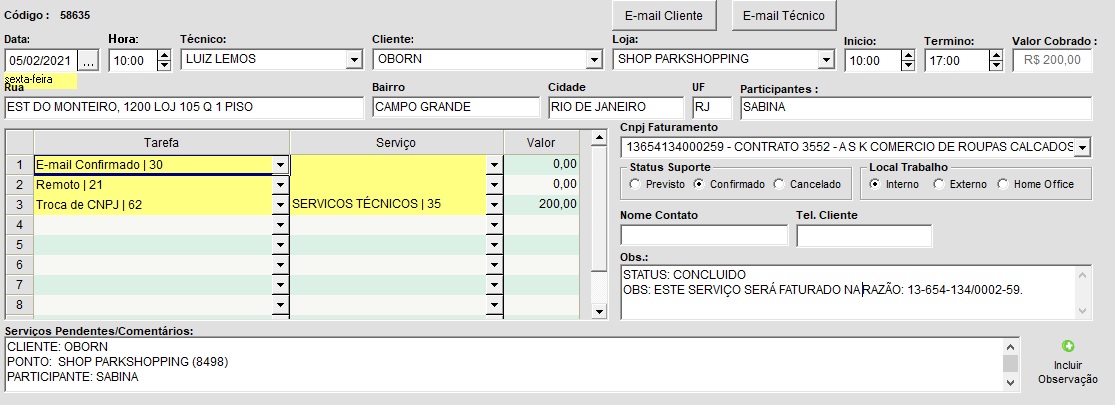 Código : 58635
E-mail Cliente
E-mail Técnico
Data:
Hora:
Técnico:
Cliente:
Loja:
Inicio:
Termino:
Valor Cobrado :
05/02/2021
...
10:00
LUIZ LEMOS
OBORN
SHOP PARKSHOPPING
10:00
17:00
R$ 200,00
sexta-feira
Rua
Bairro
Cidade
UF
Participantes :
EST DO MONTEIRO, 1200 LOJ 105 Q 1 PISO
CAMPO GRANDE
RIO DE JANEIRO
RJ
SABINA
Tarefa
Serviço
Valor
1 E-mail Confirmado | 30 0,00
2 Remoto | 21 0,00
3 Troca de CNPJ | 62 SERVICOS TÉCNICOS | 35 200,00
4
5
6
7
8
Cnpj Faturamento
13654134000259 - CONTRATO 3552 - A S K COMERCIO DE ROUPAS CALCADOS
Status Suporte
Previsto Confirmado Cancelado
Local Trabalho
Interno Externo Home Office
Nome Contato
Tel. Cliente
Obs.:
STATUS: CONCLUIDO
OBS: ESTE SERVIÇO SERÁ FATURADO NA RAZÃO: 13-654-134/0002-59.
Serviços Pendentes/Comentários:
CLIENTE: OBORN
PONTO: SHOP PARKSHOPPING (8498)
PARTICIPANTE: SABINA
Incluir
Observação